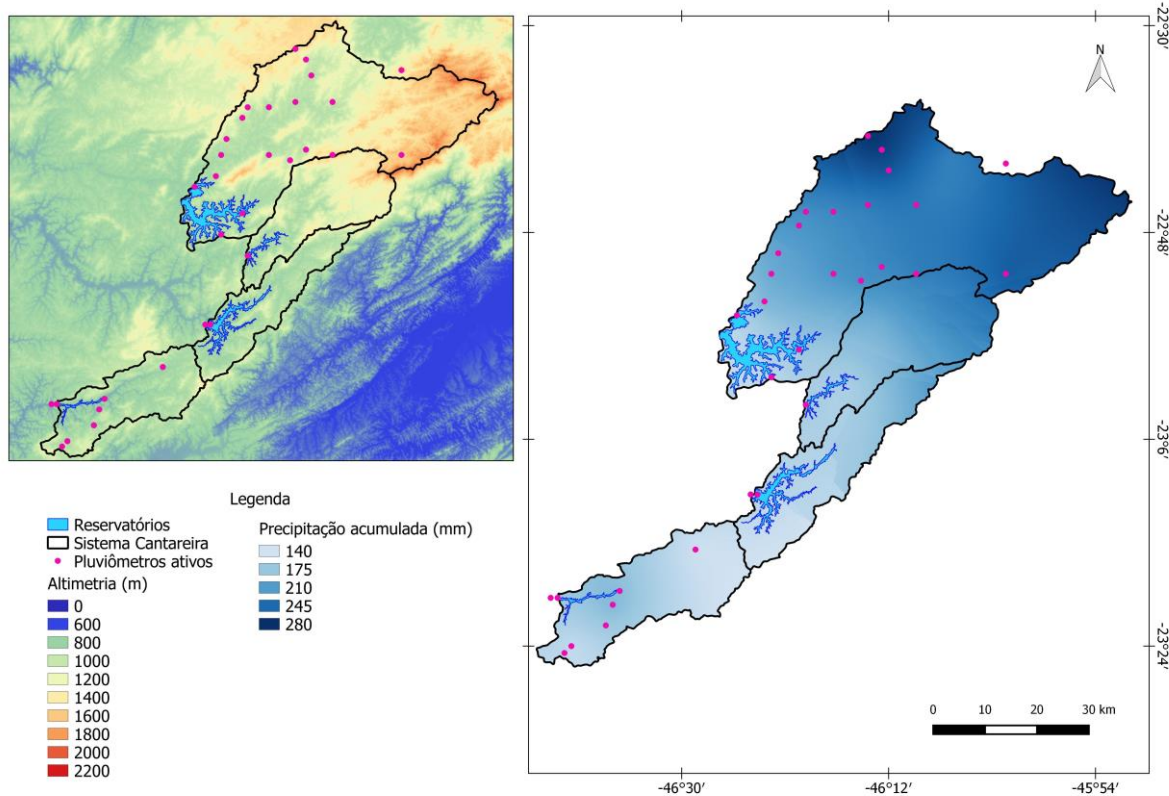 -22°30'
N
-22°48'
-23°6'
-23°24'
Legenda
Reservatórios
Sistema Cantareira
Pluviômetros ativos
Altimetria (m)
0
600
800
1000
1200
1400
1600
1800
2000
2200
Precipitação acumulada (mm)
140
175
210
245
280
0 10 20 30 km
-46°30' -46°12' -45°54'